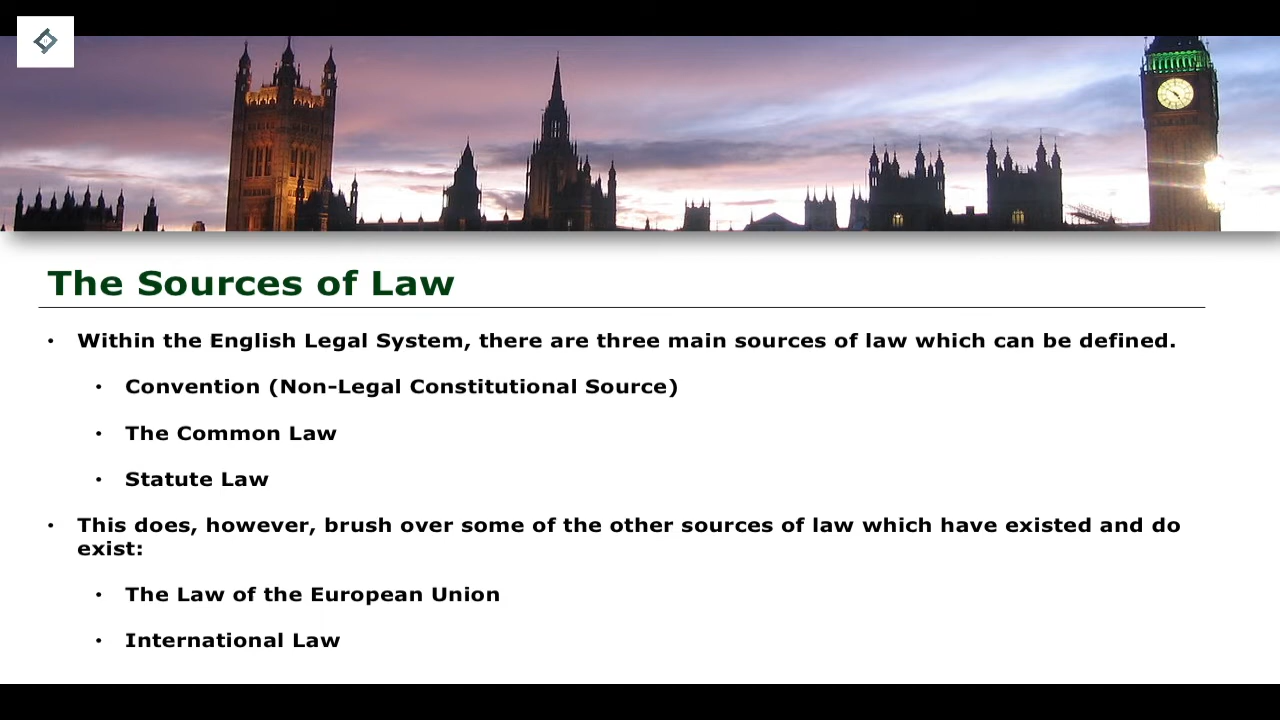 The Sources of Law
• Within the English Legal System, there are three main sources of law which can be defined.
• Convention (Non-Legal Constitutional Source)
• The Common Law
• Statute Law
• This does, however, brush over some of the other sources of law which have existed and do
exist:
• The Law of the European Union
• International Law